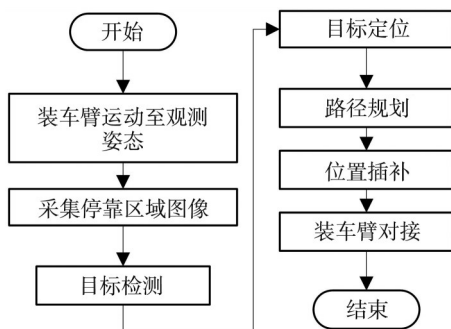 开始
装车臂运动至观测
姿态
采集停靠区域图像
目标检测
目标定位
路径规划
位置插补
装车臂对接
结束